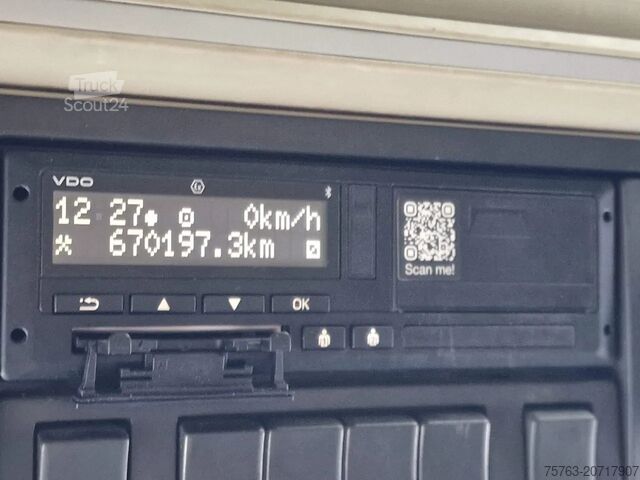 Truck
Scout24
VDO
12:27 0km/h
670197.3km
Scan me!
OK
75763-20717907